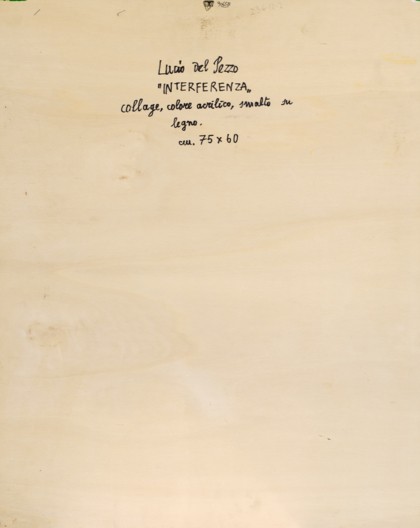 Lucio Del Pezzo
"INTERFERENZA"
collage, colore acrilico, smalto su
legno.
cm. 75 x 60